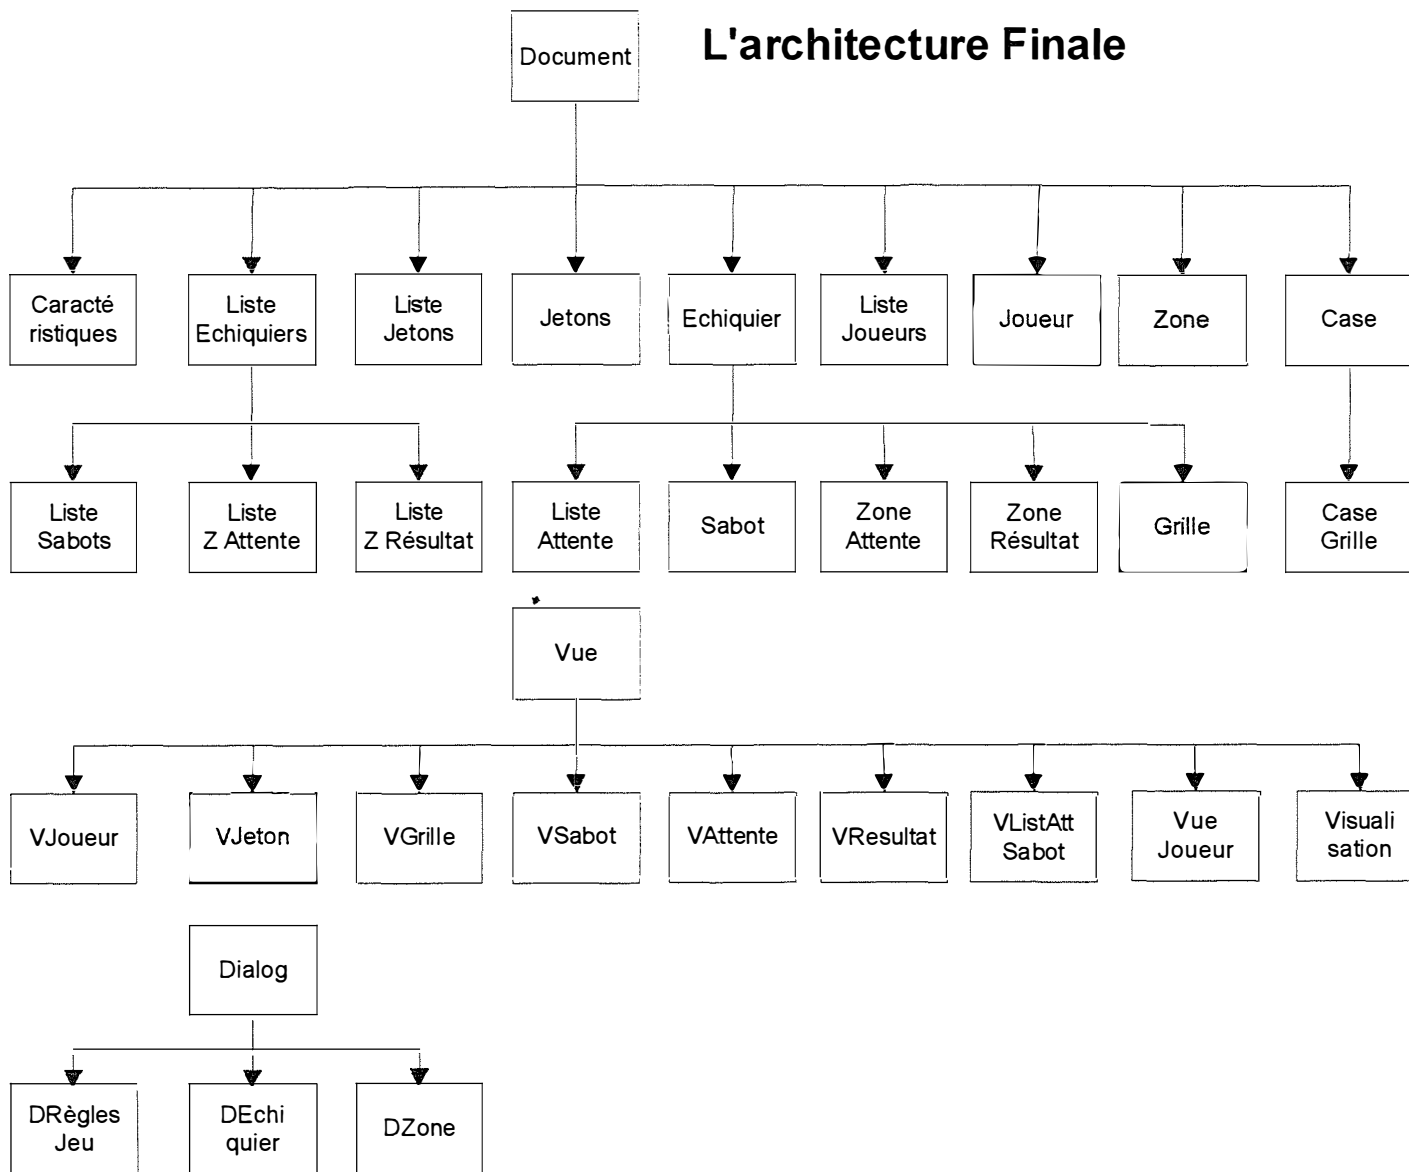 Document
L'architecture Finale
Caracté
ristiques
Liste
Echiquiers
Liste
Jetons
Jetons
Echiquier
Liste
Joueurs
Joueur
Zone
Case
Liste
Sabots
Liste
Z Attente
Liste
Z Résultat
Liste
Attente
Sabot
Zone
Attente
Zone
Résultat
Grille
Case
Grille
Vue
VJoueur
VJeton
VGrille
VSabot
VAttente
VResultat
VListAtt
Sabot
Vue
Joueur
Visuali
sation
Dialog
DRègles
Jeu
DEchi
quier
DZone